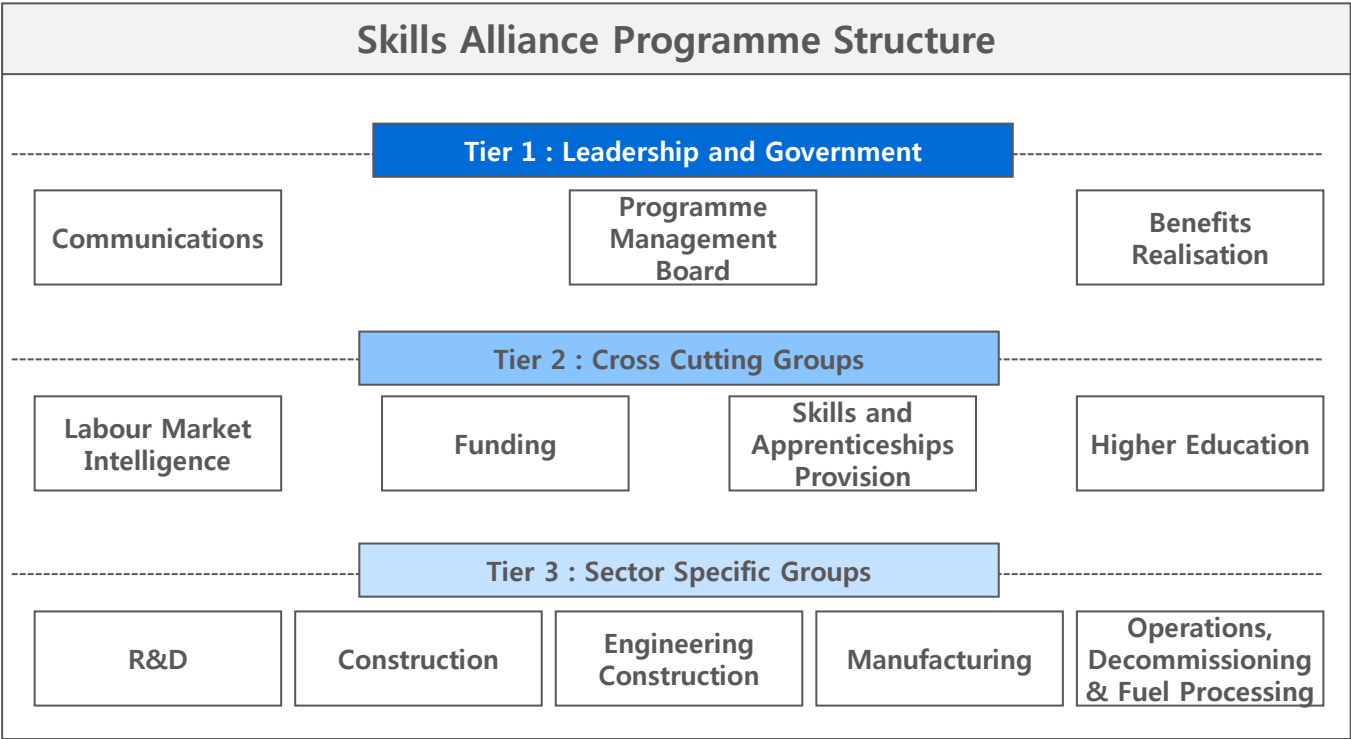 Skills Alliance Programme Structure
Tier 1 : Leadership and Government
Communications
Programme
Management
Board
Benefits
Realisation
Tier 2 : Cross Cutting Groups
Labour Market
Intelligence
Funding
Skills and
Apprenticeships
Provision
Higher Education
Tier 3 : Sector Specific Groups
R&D
Construction
Engineering
Construction
Manufacturing
Operations,
Decommissioning
& Fuel Processing